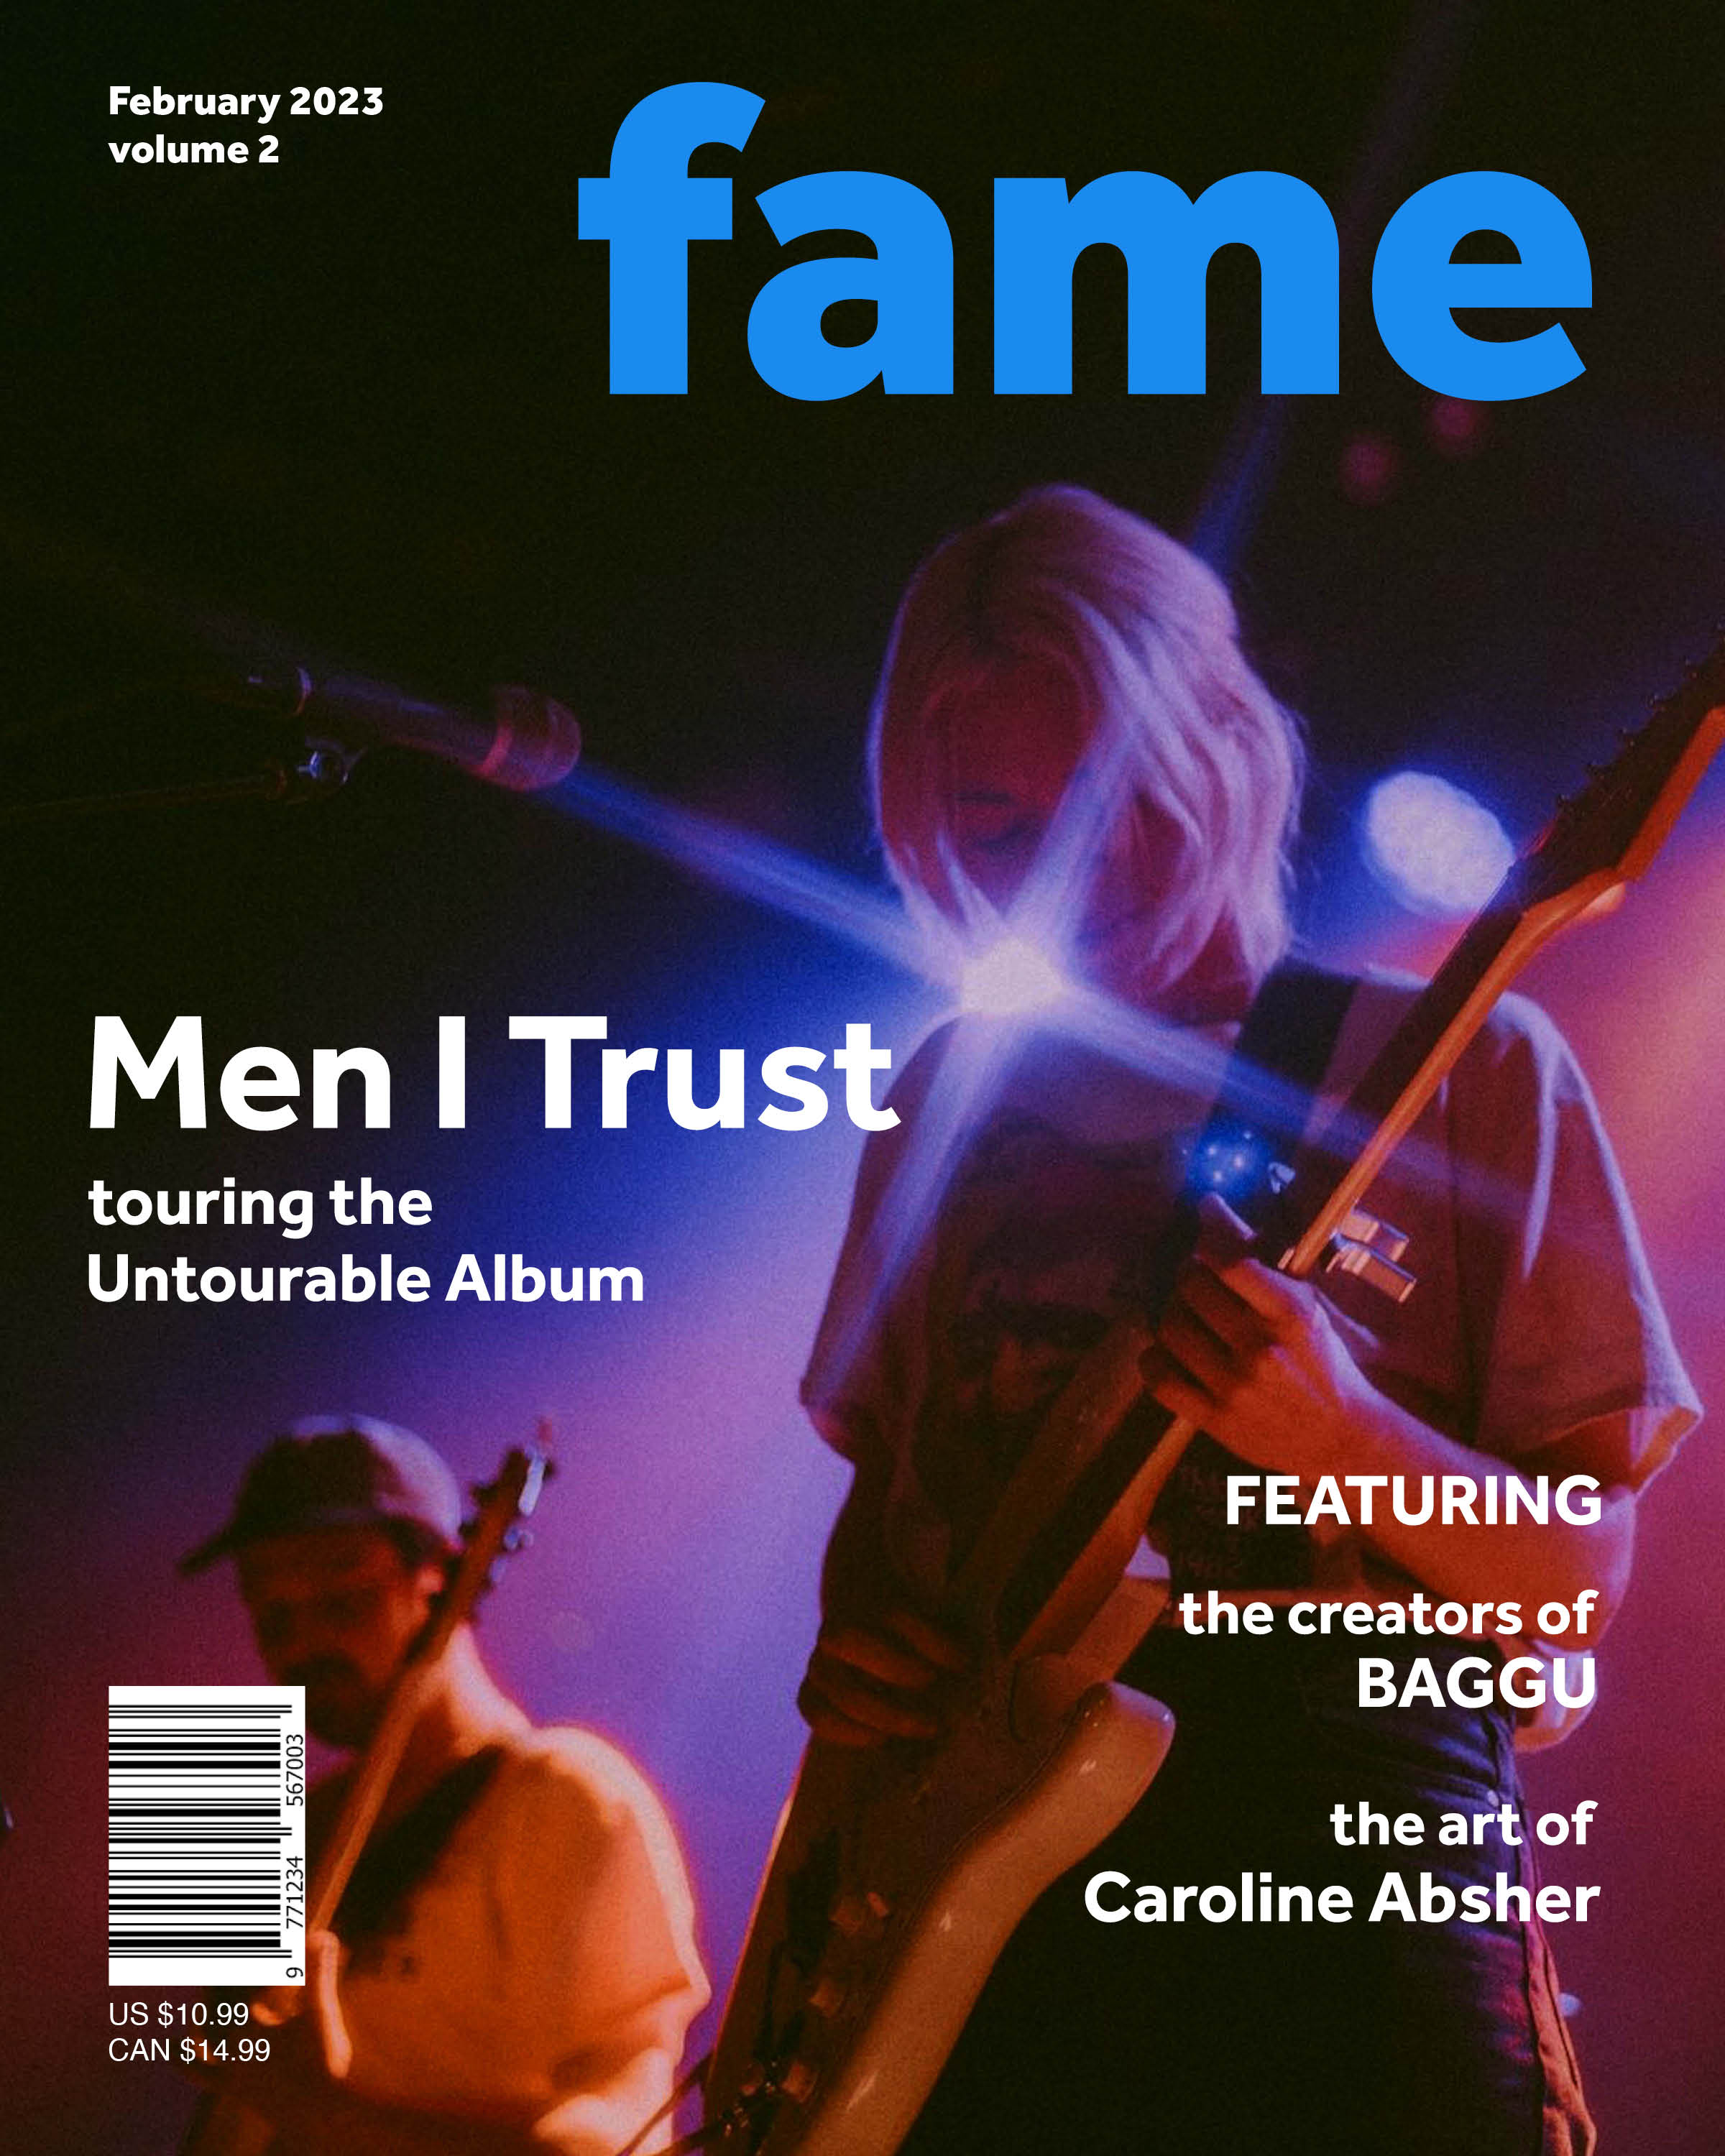 February 2023
volume 2
fame
Men I Trust
touring the
Untourable Album
FEATURING
the creators of
BAGGU
the art of
Caroline Absher
9 771234 567003
US $10.99
CAN $14.99